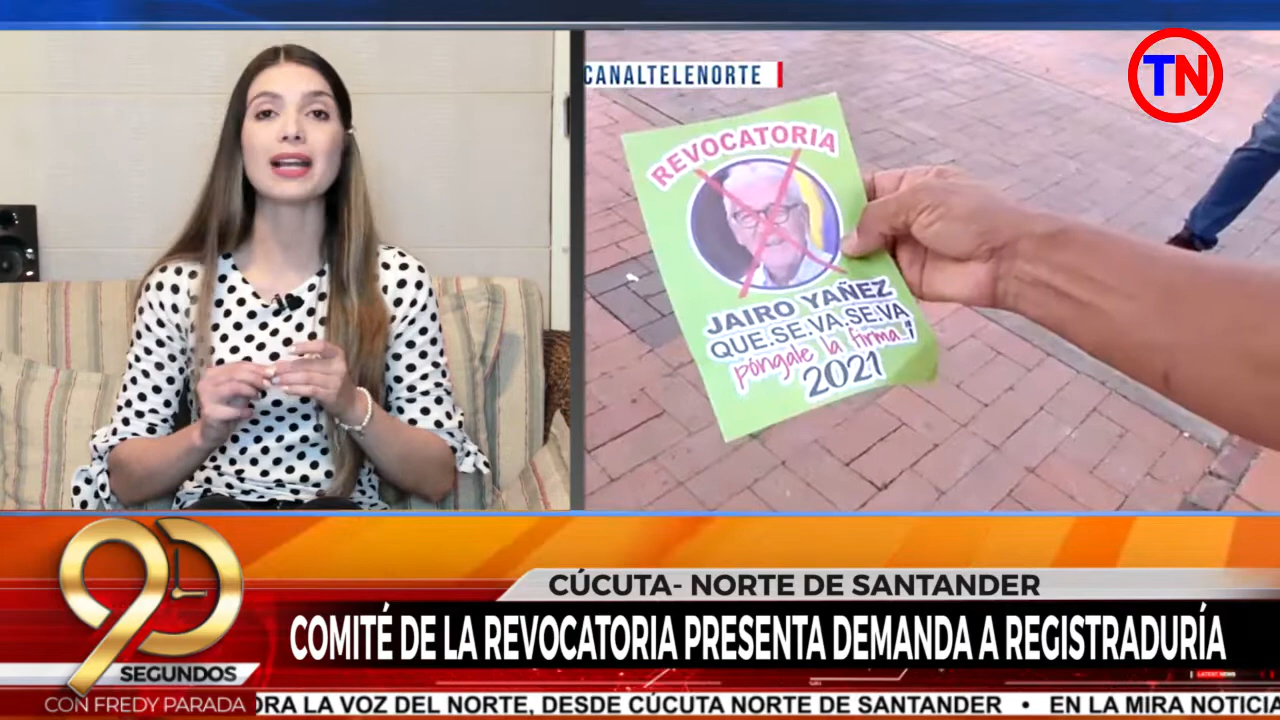 CANALTELENORTE
TN
REVOCATORIA
JAIRO YAÑEZ
QUE.SE.VA.SE.VA
póngale la firma..¡
2021
CÚCUTA- NORTE DE SANTANDER
COMITÉ DE LA REVOCATORIA PRESENTA DEMANDA A REGISTRADURÍA
90
SEGUNDOS
LATEST NEWS
CON FREDY PARADA
LA VOZ DEL NORTE, DESDE CÚCUTA NORTE DE SANTANDER • EN LA MIRA